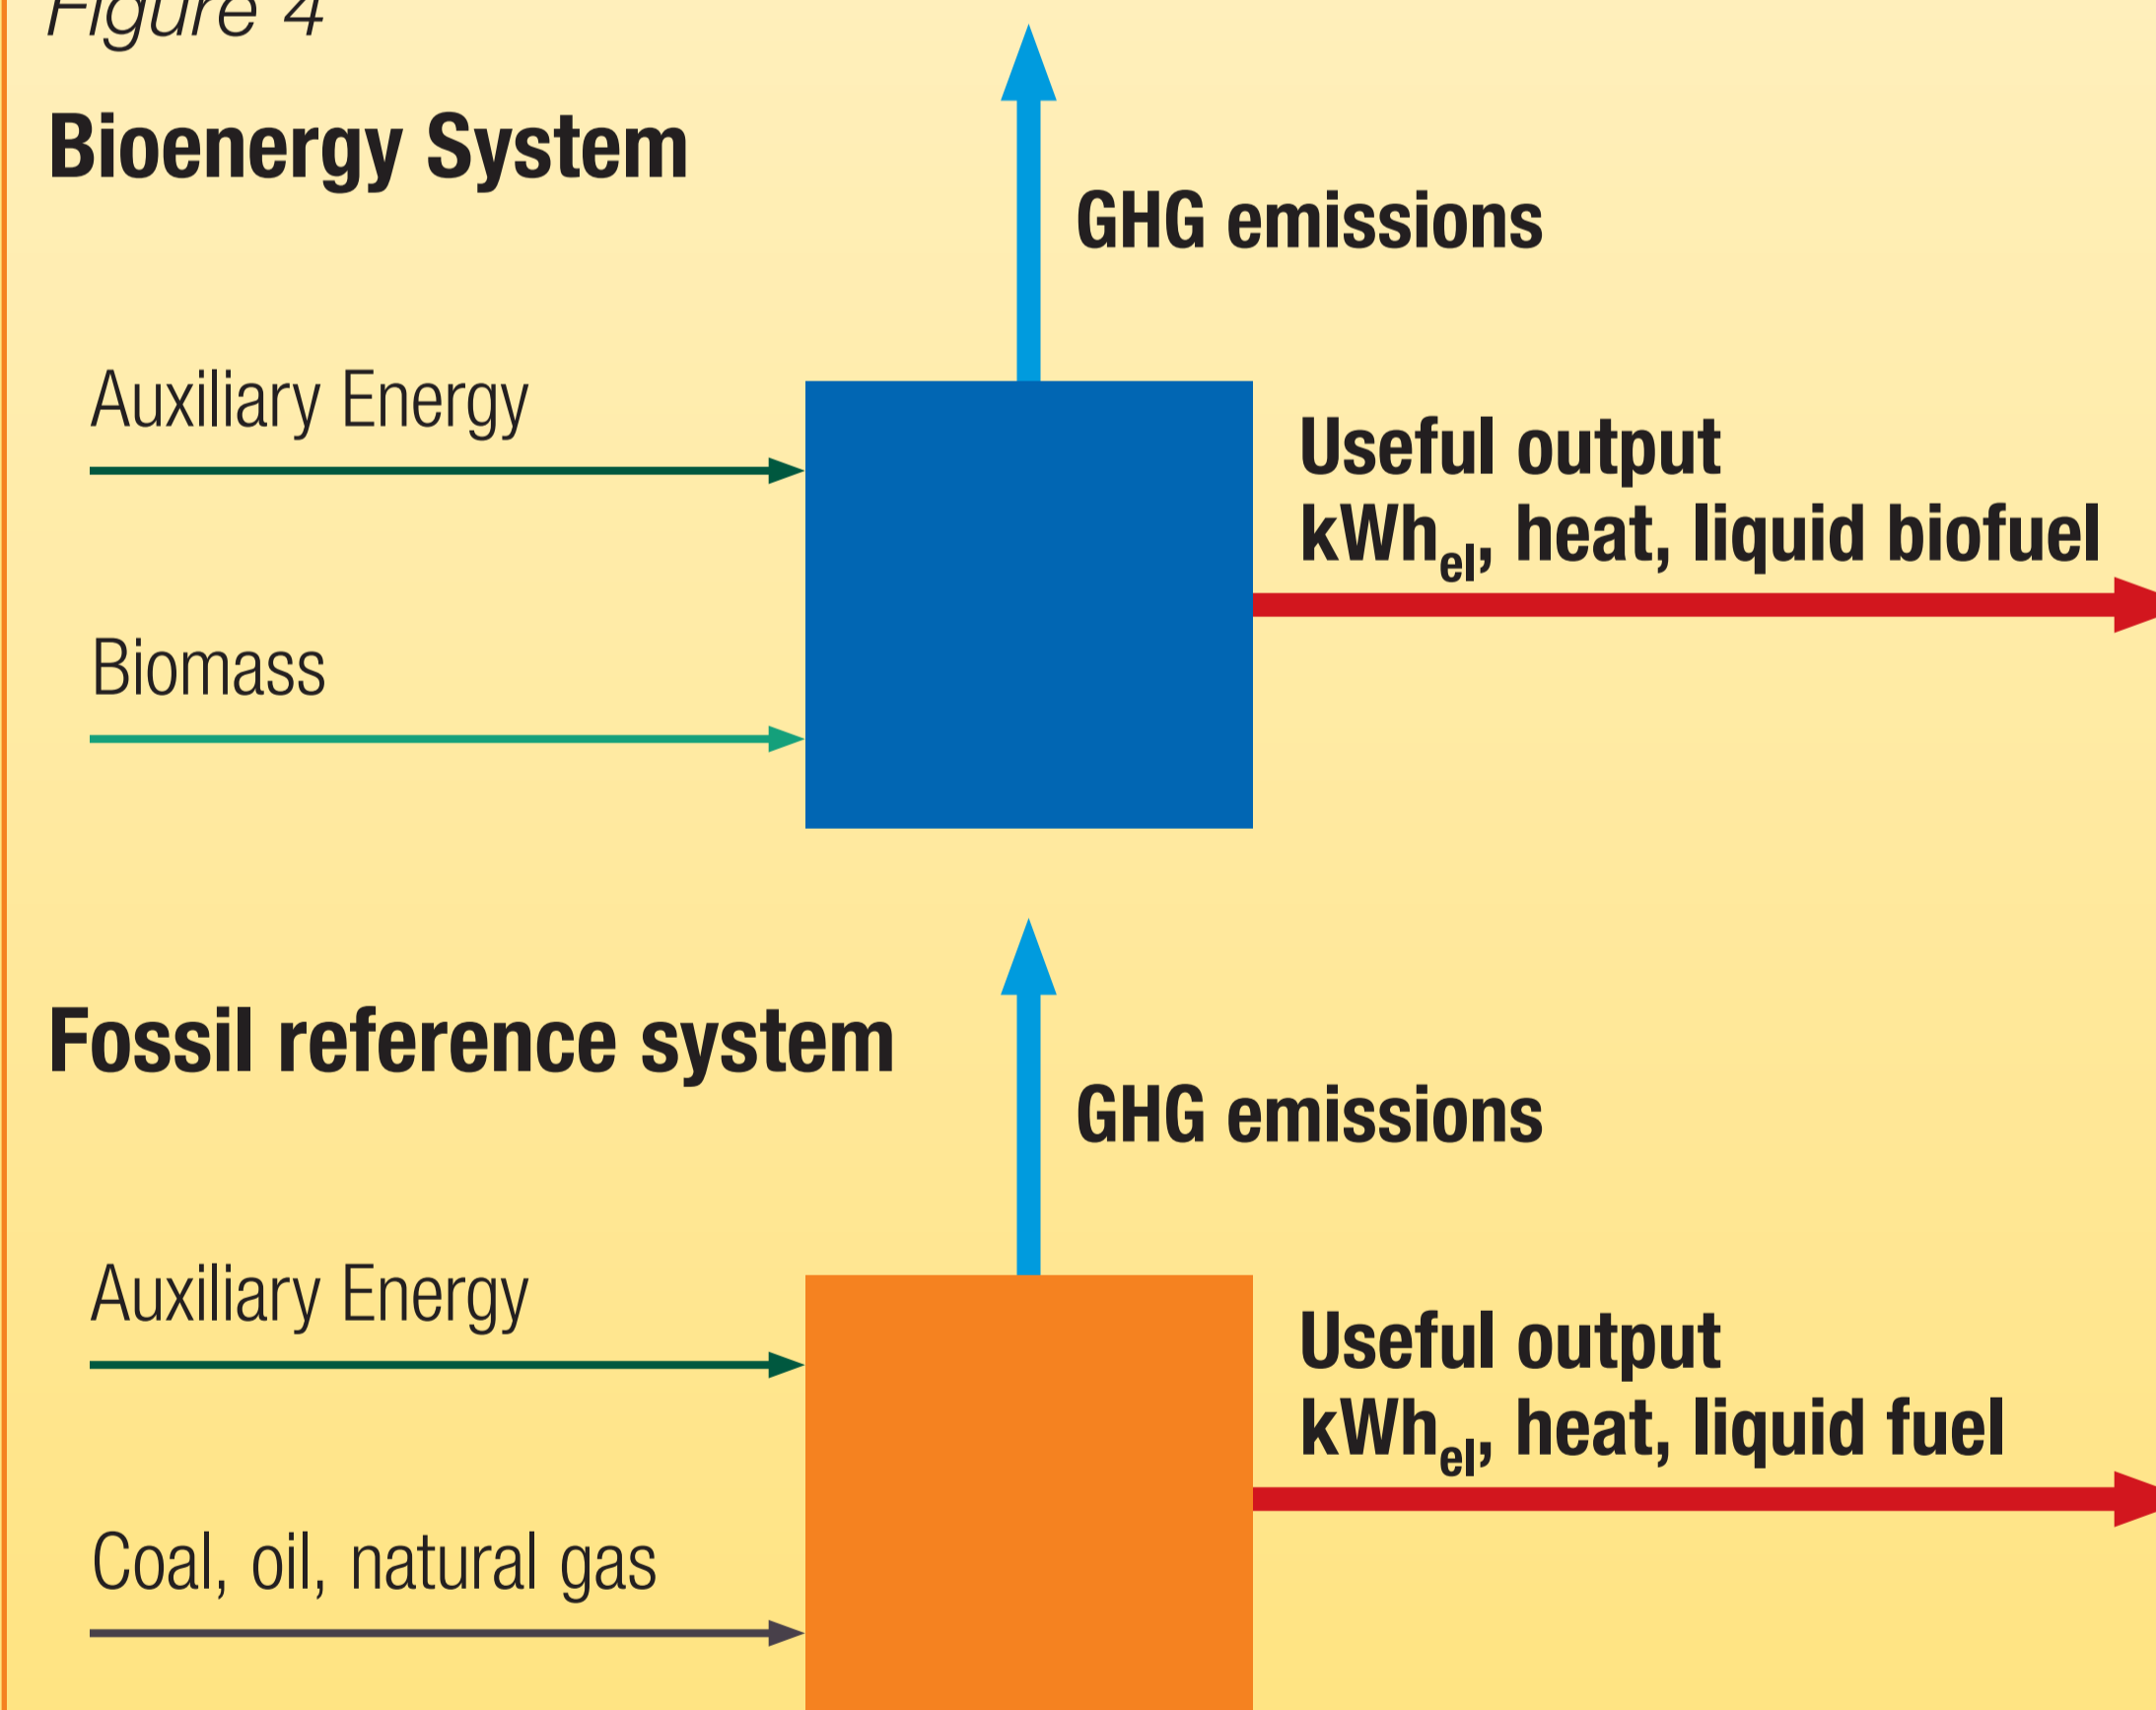 Figure 4
Bioenergy System
GHG emissions
Auxiliary Energy
Useful output
kWhel, heat, liquid biofuel
Biomass
Fossil reference system
GHG emissions
Auxiliary Energy
Useful output
kWhel, heat, liquid fuel
Coal, oil, natural gas